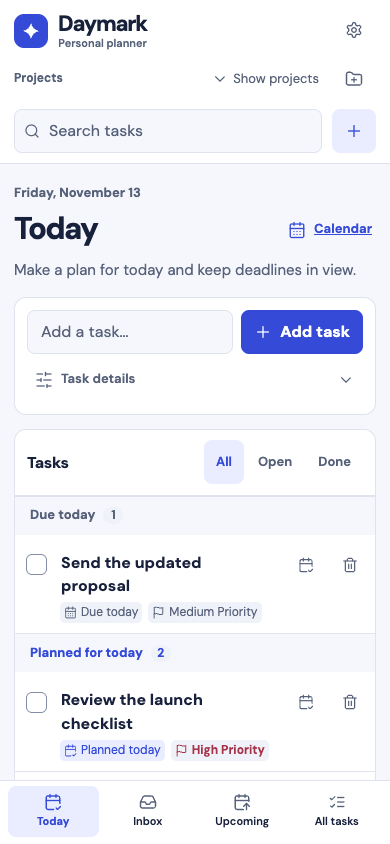 Daymark
Personal planner
Projects
Show projects
Search tasks
Friday, November 13
Today
Calendar
Make a plan for today and keep deadlines in view.
Add a task...
Add task
Task details
Tasks
All
Open
Done
Due today 1
Send the updated
proposal
Due today
Medium Priority
Planned for today 2
Review the launch
checklist
Planned today
High Priority
Today
Inbox
Upcoming
All tasks